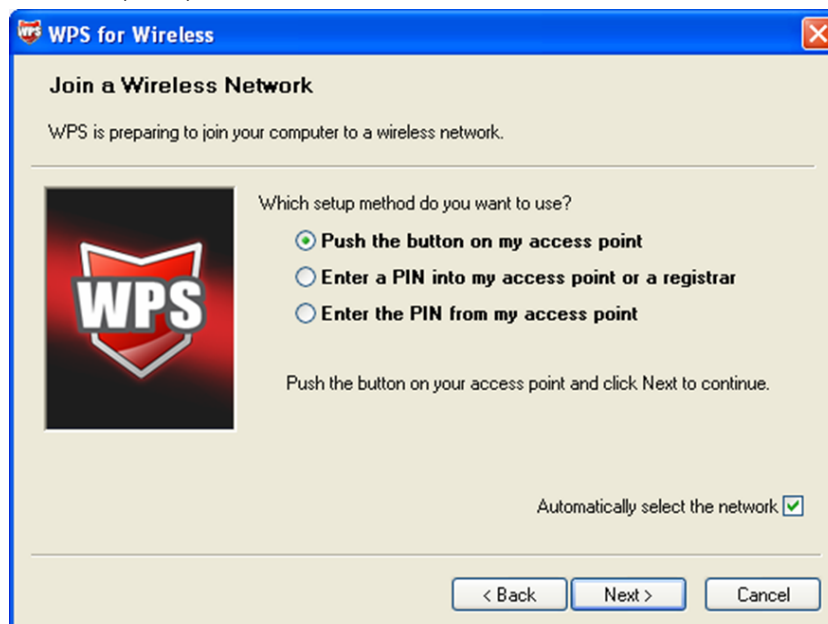 WPS for Wireless
Join a Wireless Network
WPS is preparing to join your computer to a wireless network.
Which setup method do you want to use?
Push the button on my access point
Enter a PIN into my access point or a registrar
Enter the PIN from my access point
WPS
Push the button on your access point and click Next to continue.
Automatically select the network
< Back Next > Cancel